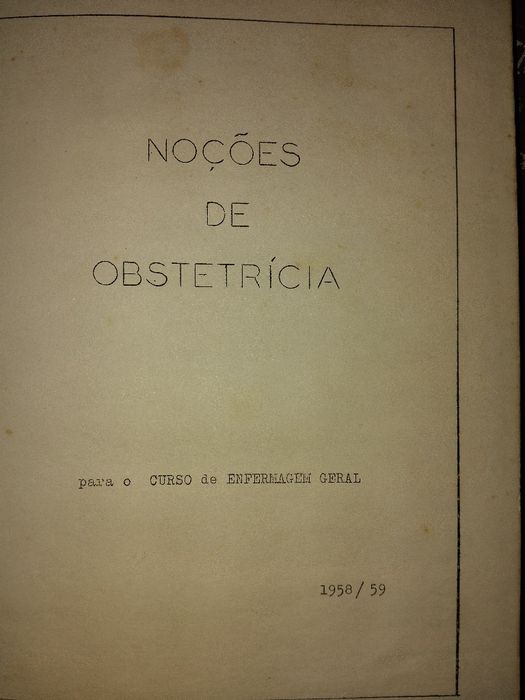 NOÇÕES
DE
OBSTETRÍCIA
para o CURSO de ENFERMAGEM GERAL
1958/59